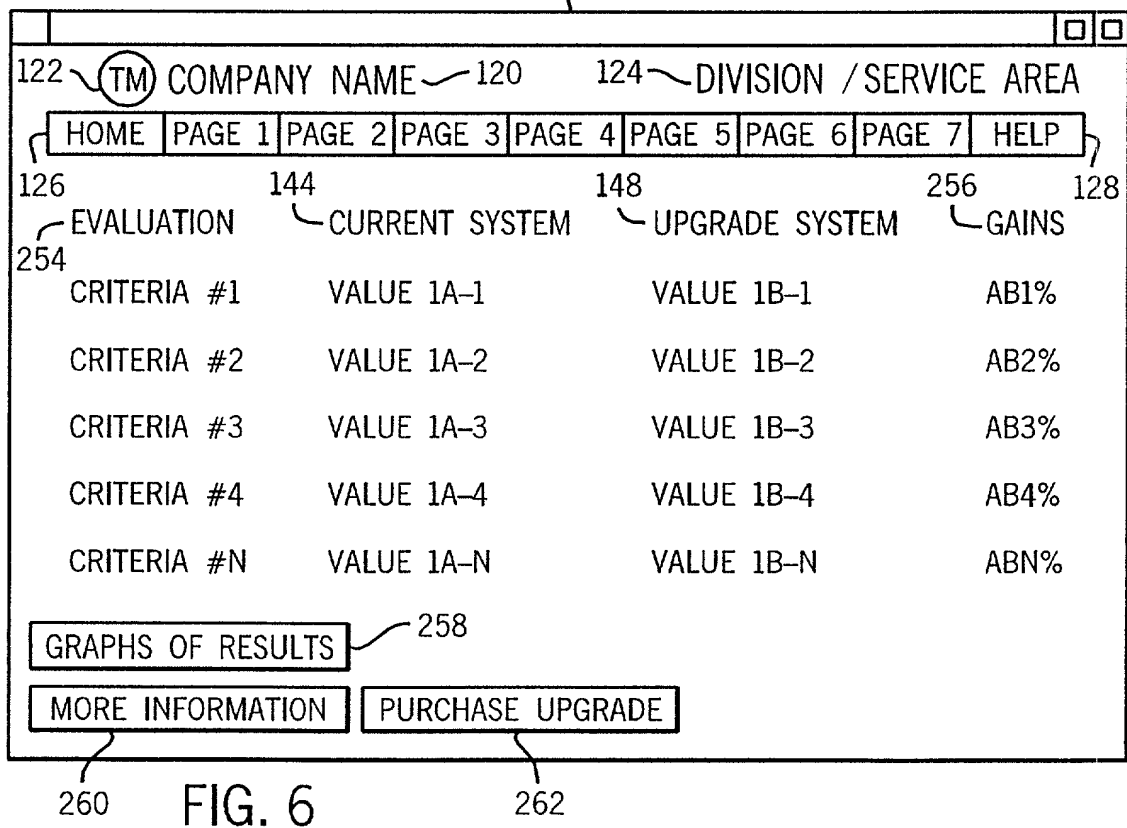 122 TM COMPANY NAME 120 124 DIVISION / SERVICE AREA
HOME PAGE 1 PAGE 2 PAGE 3 PAGE 4 PAGE 5 PAGE 6 PAGE 7 HELP
126 144 148 256 128
EVALUATION CURRENT SYSTEM UPGRADE SYSTEM GAINS
254
CRITERIA #1 VALUE 1A–1 VALUE 1B–1 AB1%
CRITERIA #2 VALUE 1A–2 VALUE 1B–2 AB2%
CRITERIA #3 VALUE 1A–3 VALUE 1B–3 AB3%
CRITERIA #4 VALUE 1A–4 VALUE 1B–4 AB4%
CRITERIA #N VALUE 1A–N VALUE 1B–N ABN%
GRAPHS OF RESULTS 258
MORE INFORMATION PURCHASE UPGRADE
260 262
FIG. 6